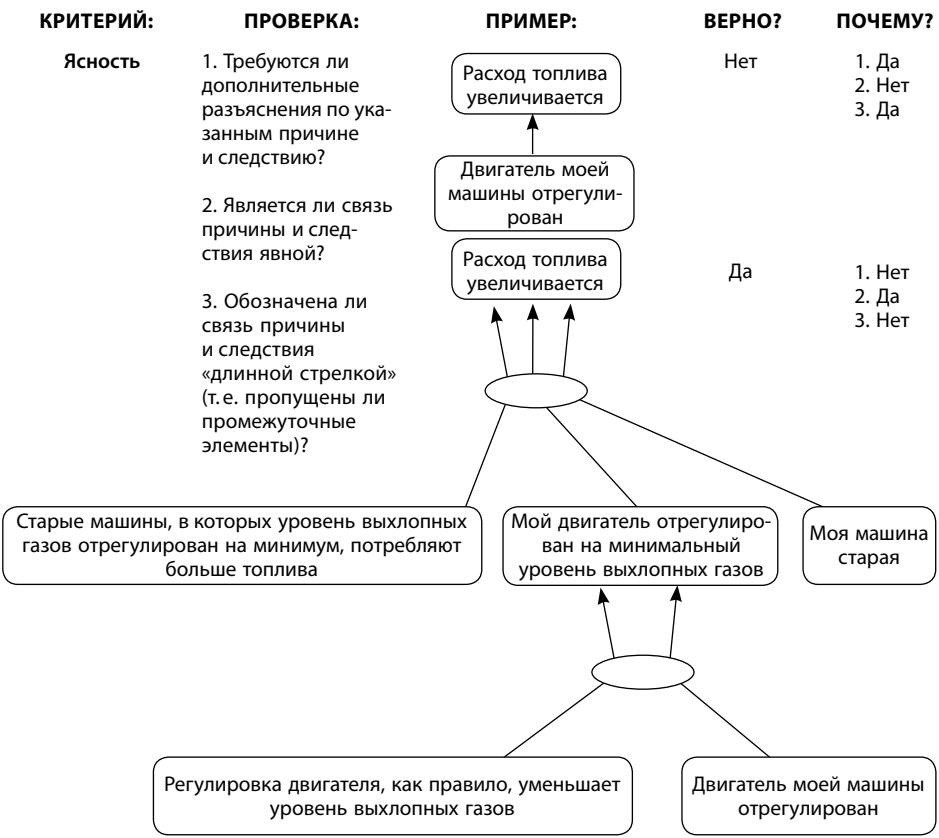 КРИТЕРИЙ:
ПРОВЕРКА:
ПРИМЕР:
ВЕРНО?
ПОЧЕМУ?
Ясность
1. Требуются ли
дополнительные
разъяснения по ука-
занным причине
и следствию?
2. Является ли связь
причины и след-
ствия явной?
3. Обозначена ли
связь причины
и следствия
«длинной стрелкой»
(т. е. пропущены ли
промежуточные
элементы)?
Расход топлива
увеличивается
Двигатель моей
машины отрегули-
рован
Нет
1. Да
2. Нет
3. Да
Расход топлива
увеличивается
Да
1. Нет
2. Да
3. Нет
Старые машины, в которых уровень выхлопных
газов отрегулирован на минимум, потребляют
больше топлива
Мой двигатель отрегулиро-
ван на минимальный
уровень выхлопных газов
Моя машина
старая
Регулировка двигателя, как правило, уменьшает
уровень выхлопных газов
Двигатель моей машины
отрегулирован